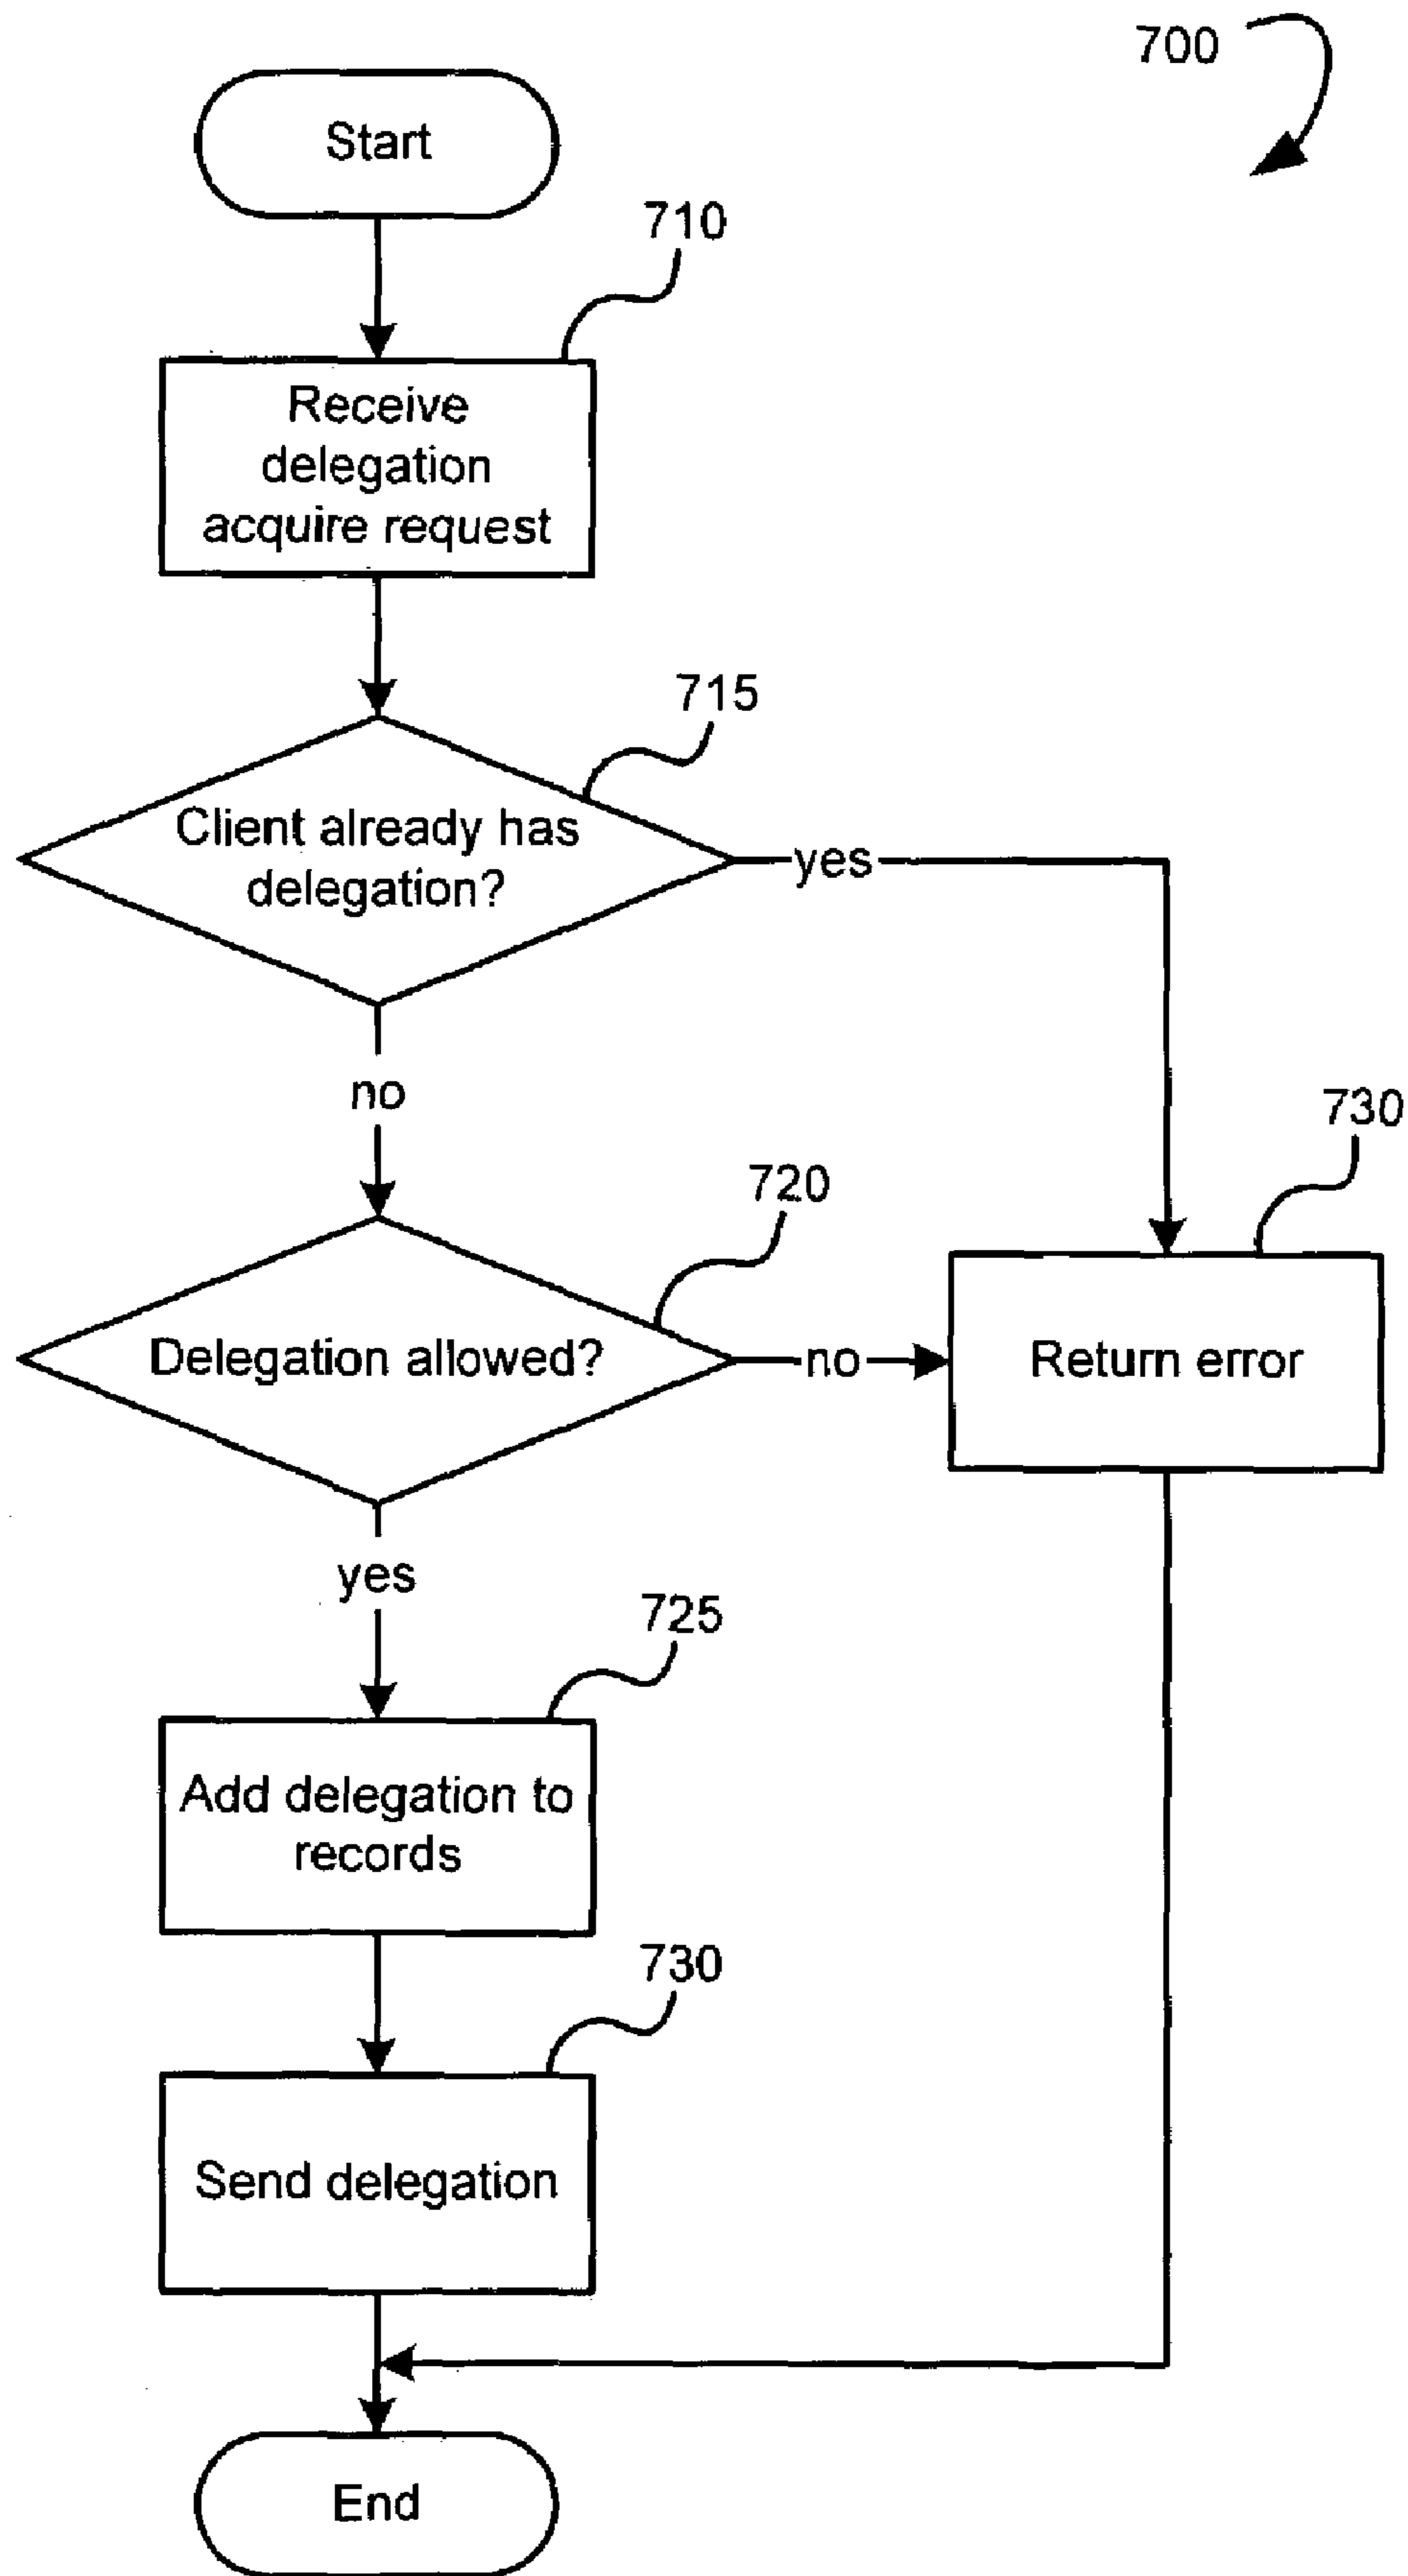 700
Start
710
Receive
delegation
acquire request
715
Client already has
delegation?
yes
no
720
Delegation allowed?
no
730
Return error
yes
725
Add delegation to
records
730
Send delegation
End